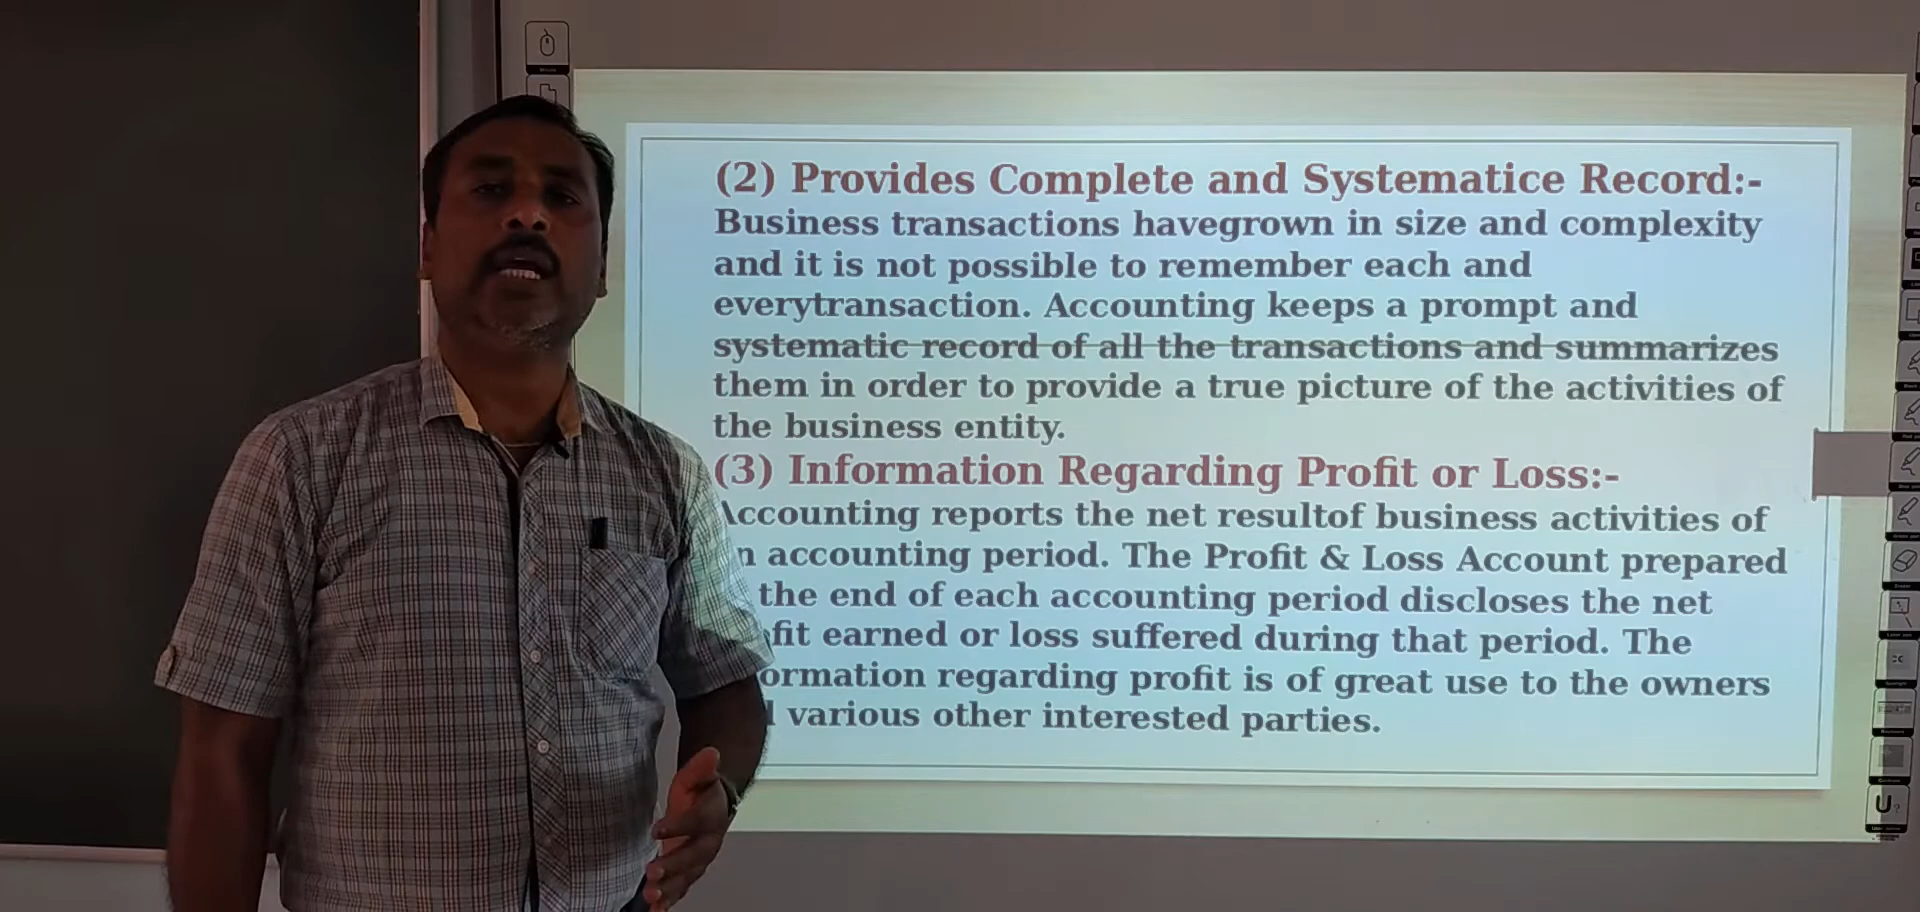 (2) Provides Complete and Systematice Record:-
Business transactions havegrown in size and complexity
and it is not possible to remember each and
everytransaction. Accounting keeps a prompt and
systematic record of all the transactions and summarizes
them in order to provide a true picture of the activities of
the business entity.
(3) Information Regarding Profit or Loss:-
Accounting reports the net resultof business activities of
n accounting period. The Profit & Loss Account prepared
the end of each accounting period discloses the net
fit earned or loss suffered during that period. The
ormation regarding profit is of great use to the owners
various other interested parties.
U?